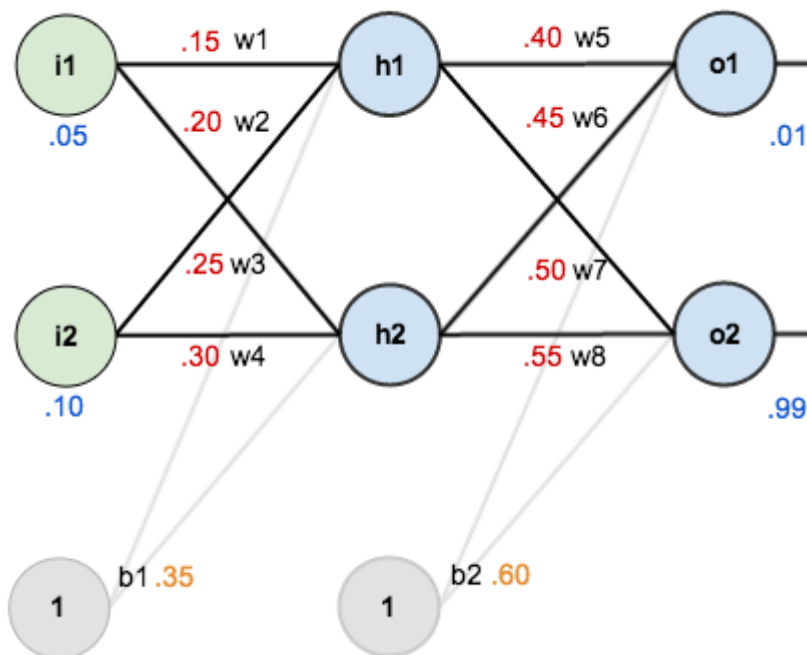 i1 .15 w1 h1 .40 w5 o1
.05 .20 w2 .45 w6 .01
.25 w3 .50 w7
i2 .30 w4 h2 .55 w8 o2
.10 .99
1 b1 .35 1 b2 .60